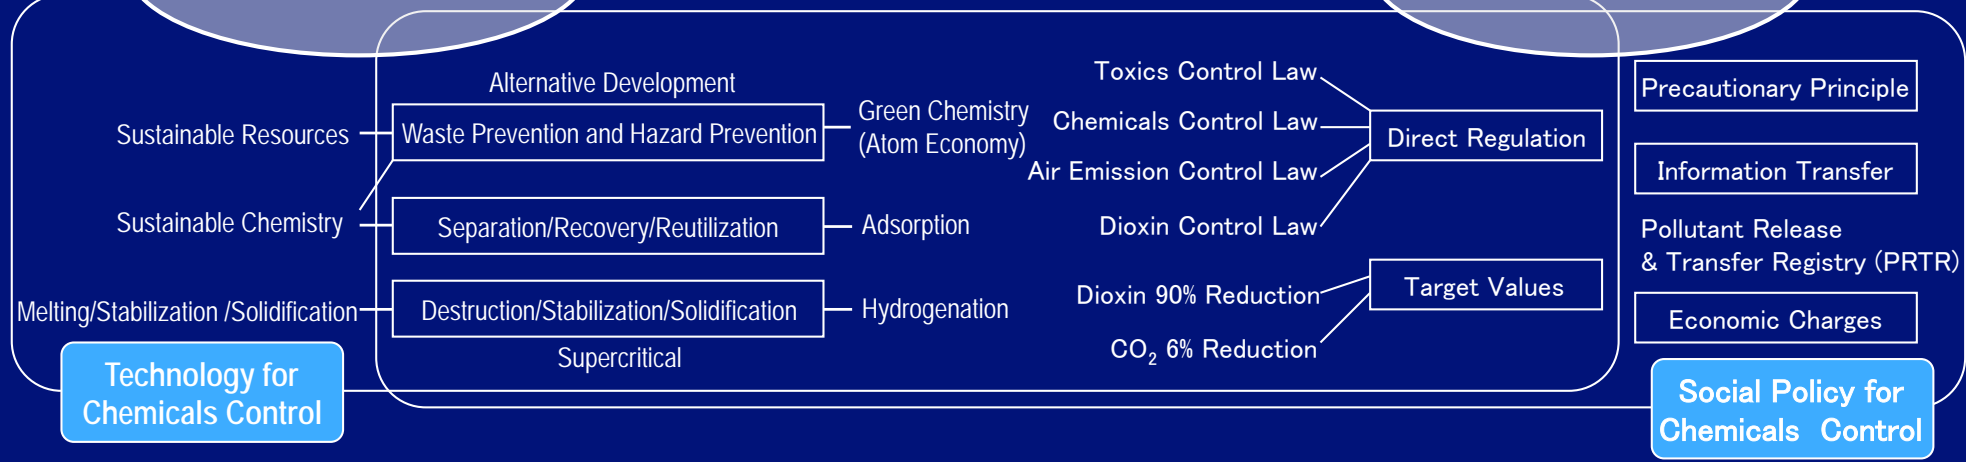 Alternative Development
Sustainable Resources
Waste Prevention and Hazard Prevention
Green Chemistry
(Atom Economy)
Sustainable Chemistry
Separation/Recovery/Reutilization
Adsorption
Melting/Stabilization /Solidification
Destruction/Stabilization/Solidification
Hydrogenation
Supercritical
Technology for
Chemicals Control
Toxics Control Law
Chemicals Control Law
Air Emission Control Law
Dioxin Control Law
Direct Regulation
Dioxin 90% Reduction
CO₂ 6% Reduction
Target Values
Precautionary Principle
Information Transfer
Pollutant Release
& Transfer Registry (PRTR)
Economic Charges
Social Policy for
Chemicals Control